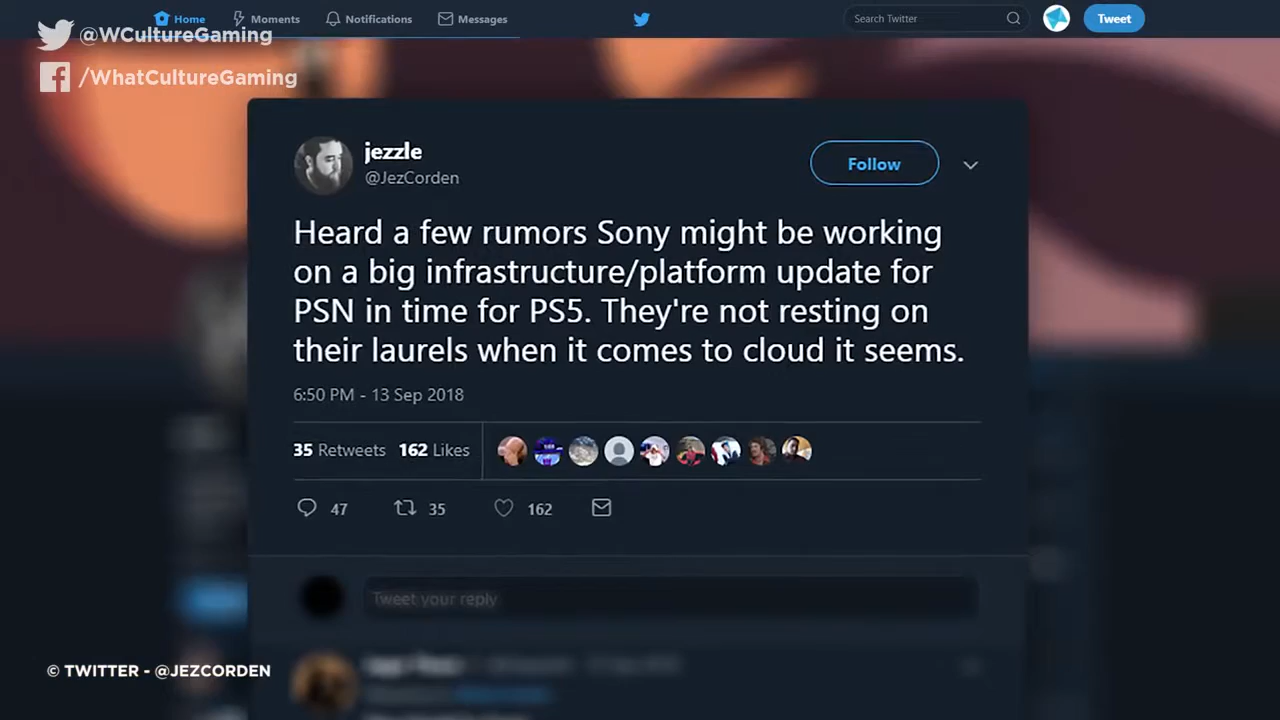 Home Moments Notifications Messages Search Twitter Tweet
@WCultureGaming
/WhatCultureGaming
jezzle
@JezCorden
Follow
Heard a few rumors Sony might be working
on a big infrastructure/platform update for
PSN in time for PS5. They're not resting on
their laurels when it comes to cloud it seems.
6:50 PM - 13 Sep 2018
35 Retweets 162 Likes
47 35 162
Tweet your reply
© TWITTER - @JEZCORDEN